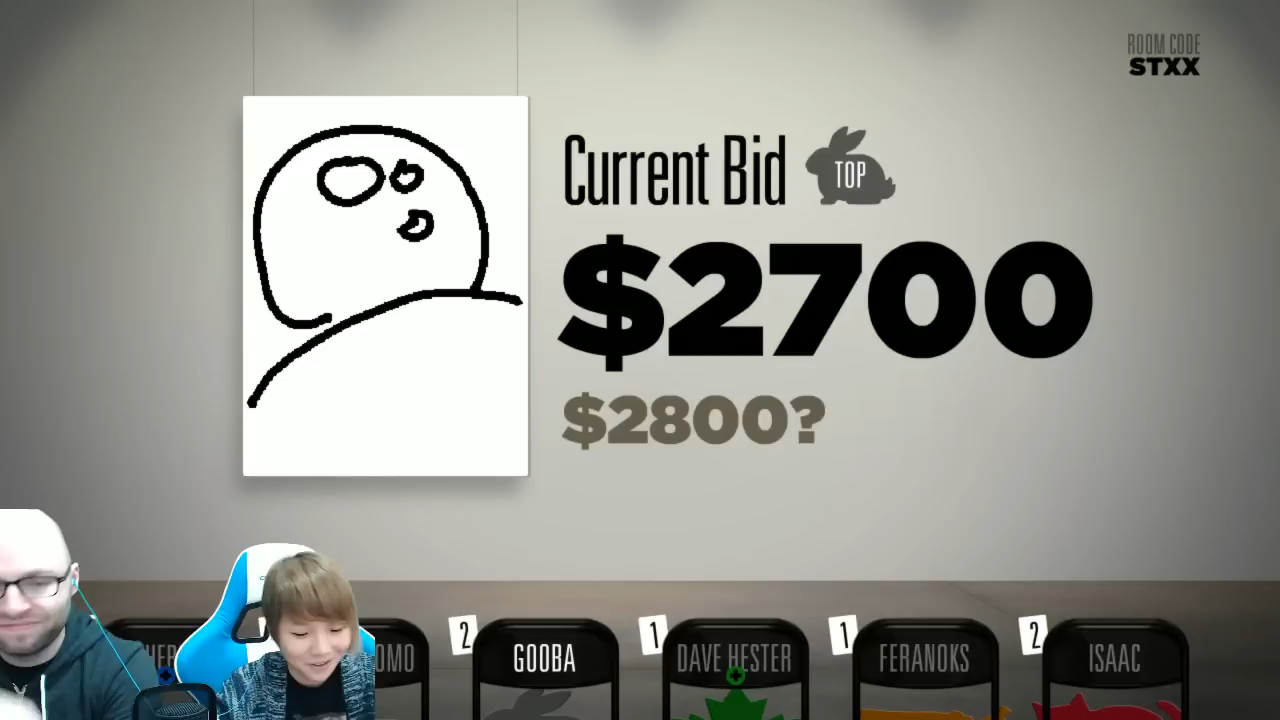 ROOM CODE
STXX
Current Bid
TOP
$2700
$2800?
2
GOOBA
1
DAVE HESTER
1
FERANOKS
2
ISAAC